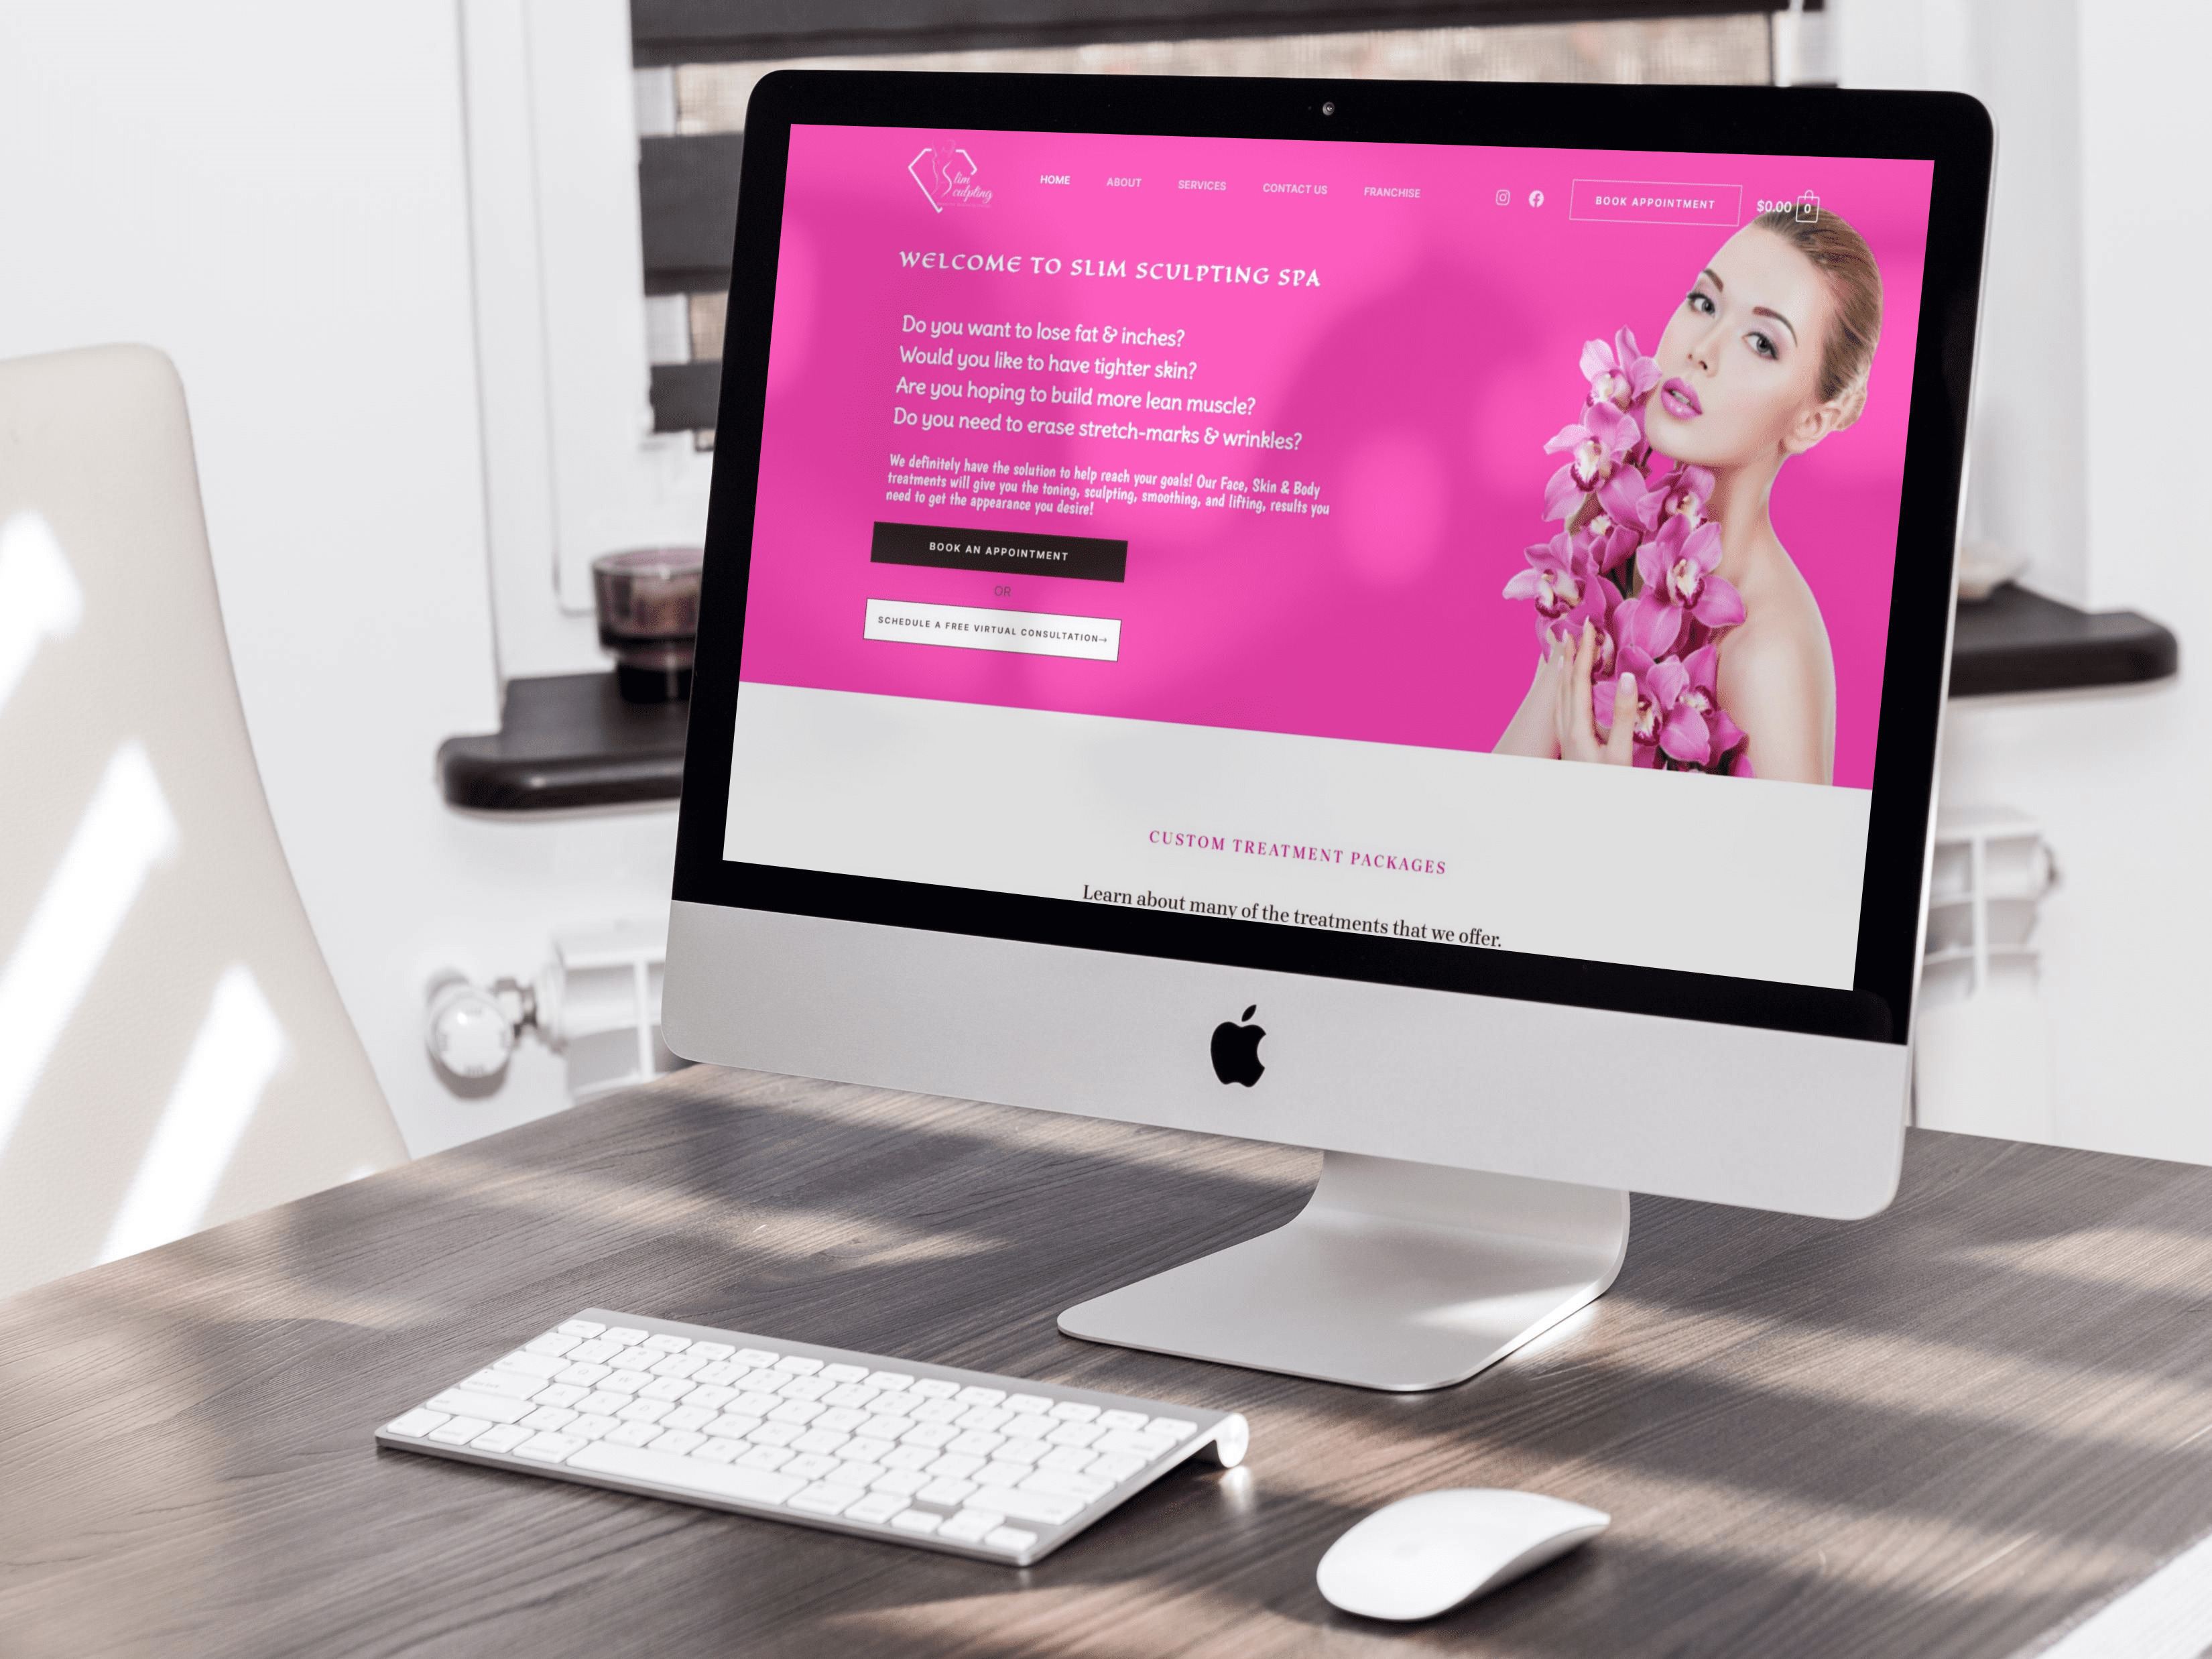 Slim
Sculpting
HOME
ABOUT
SERVICES
CONTACT US
FRANCHISE
BOOK APPOINTMENT
$0.00
0
WELCOME TO SLIM SCULPTING SPA
Do you want to lose fat & inches?
Would you like to have tighter skin?
Are you hoping to build more lean muscle?
Do you need to erase stretch-marks & wrinkles?
We definitely have the solution to help reach your goals! Our Face, Skin & Body
treatments will give you the toning, sculpting, smoothing, and lifting, results you
need to get the appearance you desire!
BOOK AN APPOINTMENT
OR
SCHEDULE A FREE VIRTUAL CONSULTATION→
CUSTOM TREATMENT PACKAGES
Learn about many of the treatments that we offer.